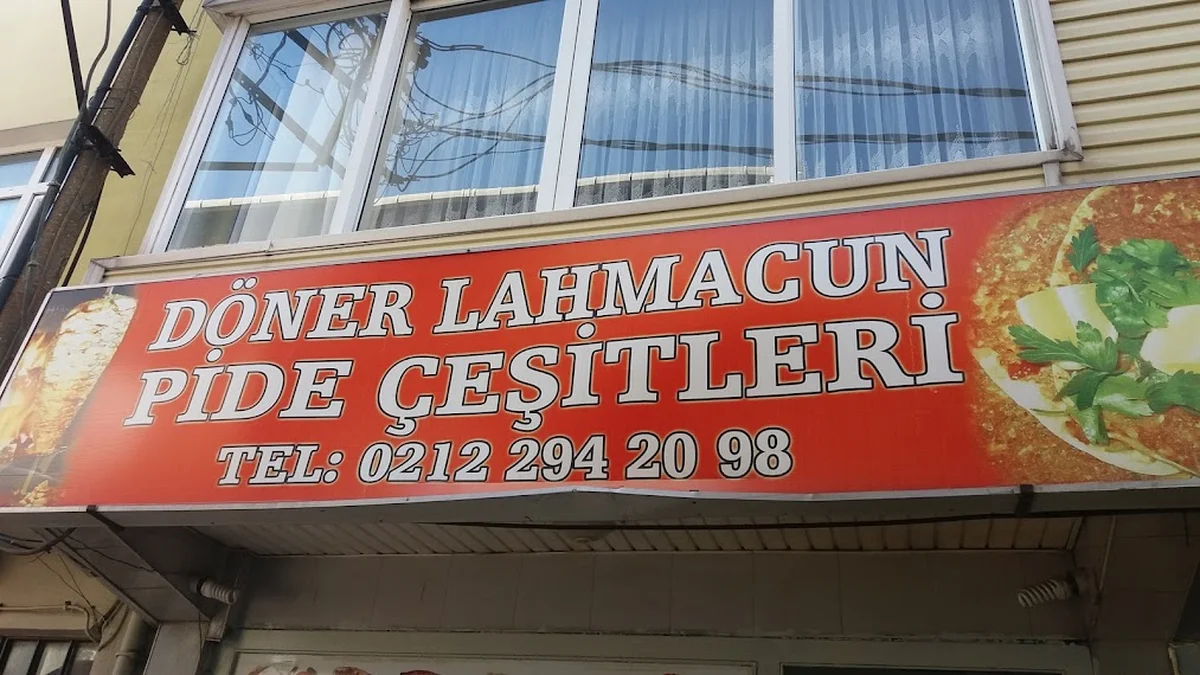 DÖNER LAHMACUN
PİDE ÇEŞİTLERİ
TEL: 0212 294 20 98